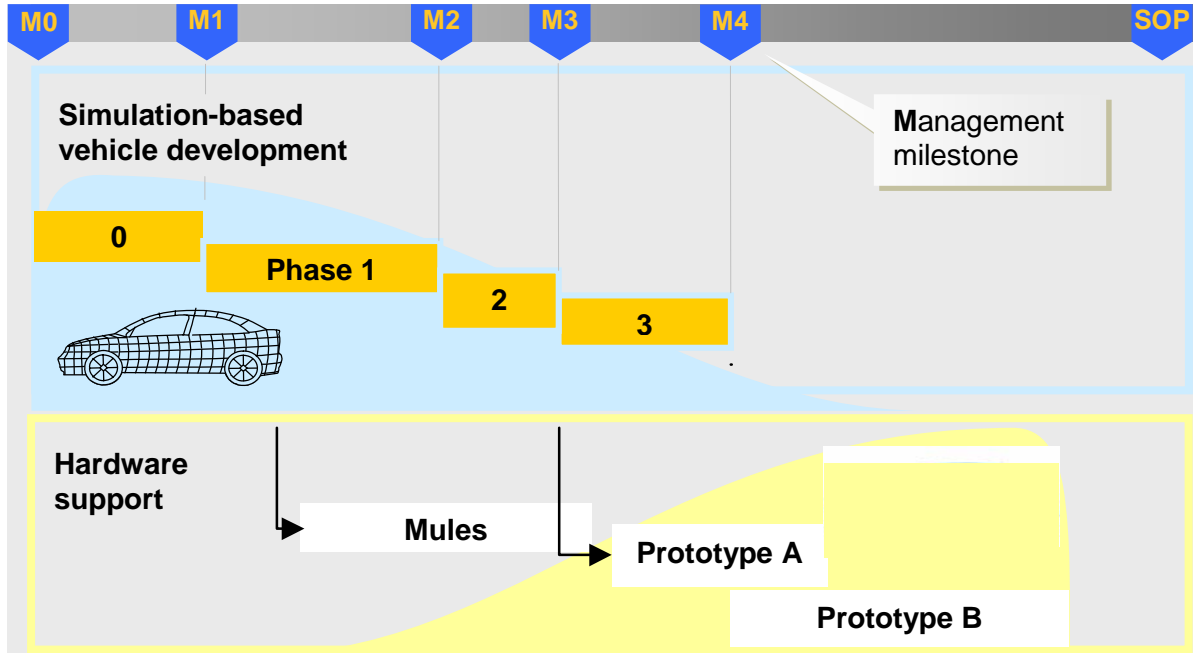 M0 M1 M2 M3 M4 SOP
Simulation-based
vehicle development
Management
milestone
0
Phase 1
2
3
Hardware
support
Mules
Prototype A
Prototype B